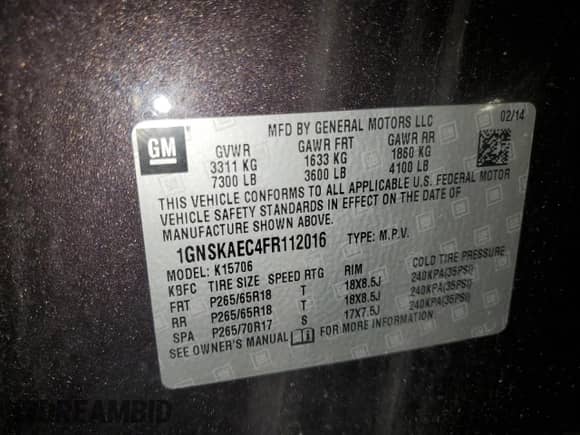 02/14
MFD BY GENERAL MOTORS LLC
GM
GVWR GAWR FRT GAWR RR
3311 KG 1633 KG 1860 KG
7300 LB 3600 LB 4100 LB
THIS VEHICLE CONFORMS TO ALL APPLICABLE U.S. FEDERAL MOTOR
VEHICLE SAFETY STANDARDS IN EFFECT ON THE DATE OF
MANUFACTURE SHOWN ABOVE.
1GNSKAEC4FR112016 TYPE: M.P.V.
MODEL: K15706
K9FC TIRE SIZE SPEED RTG RIM COLD TIRE PRESSURE
FRT P265/65R18 T 18X8.5J 240KPA(35PSI)
RR P265/65R18 T 18X8.5J 240KPA(35PSI)
SPA P265/70R17 S 17X7.5J 240KPA(35PSI)
SEE OWNER'S MANUAL FOR MORE INFORMATION.
DREAMBID